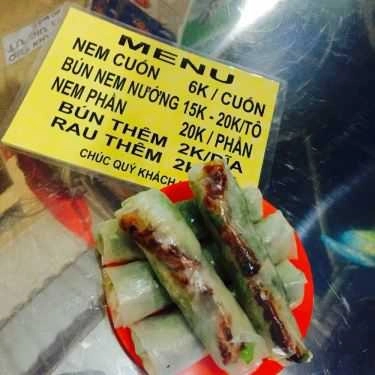 MENU
NEM CUỐN 6K / CUỐN
BÚN NEM NƯỚNG 15K - 20K/TÔ
NEM PHẦN 20K / PHẦN
BÚN THÊM 2K/DĨA
RAU THÊM 2K
CHÚC QUÝ KHÁCH